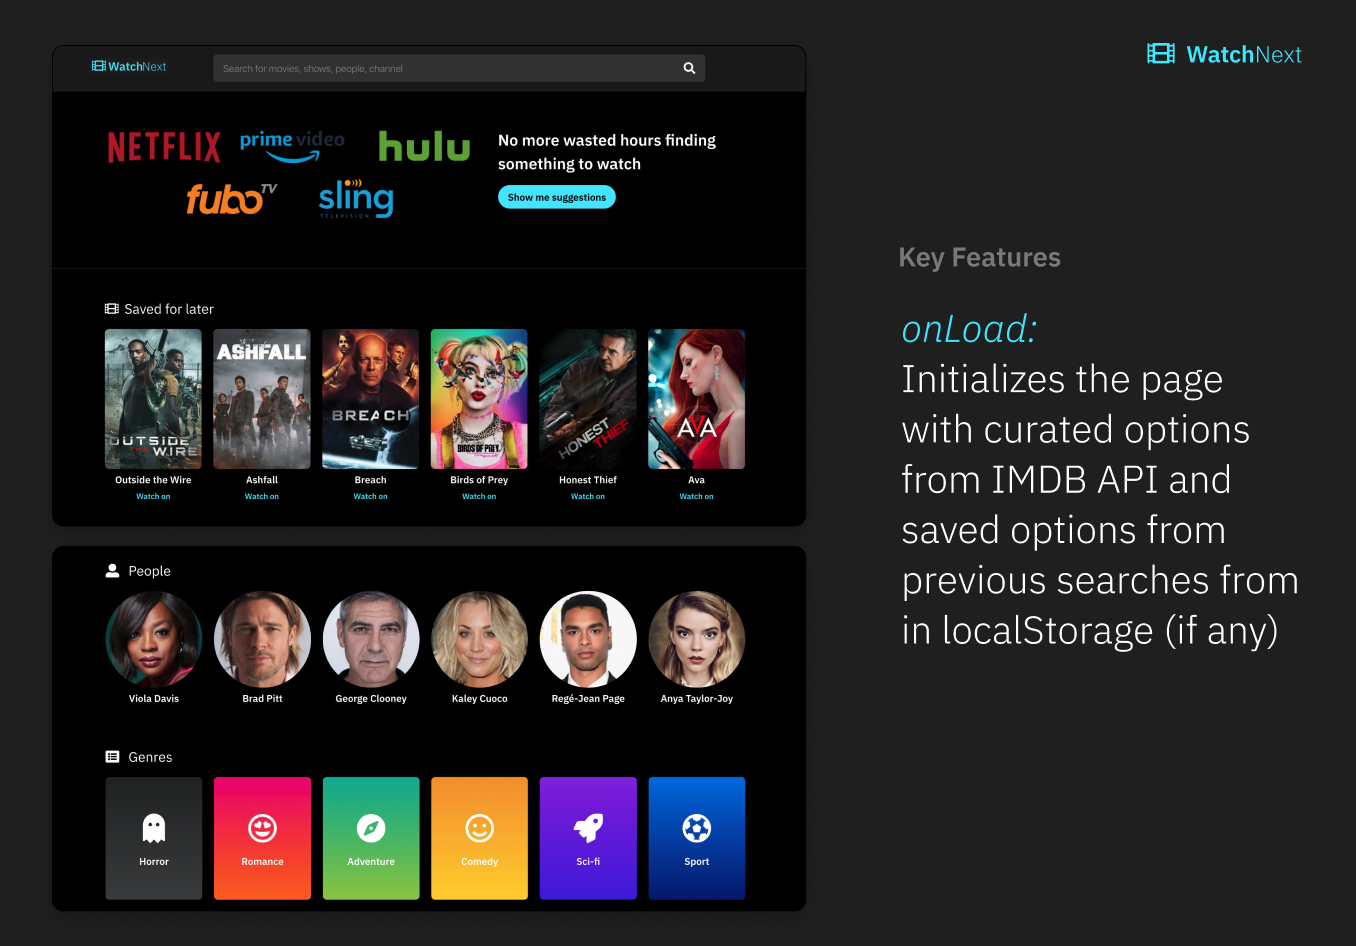 WatchNext
Search for movies, shows, people, channel
WatchNext
NETFLIX
prime video
hulu
fubo TV
sling
TELEVISION
No more wasted hours finding
something to watch
Show me suggestions
Saved for later
OUTSIDE
THE WIRE
ASHFALL
BREACH
BIRDS OF PREY
HONEST
THIEF
AVA
Outside the Wire
Ashfall
Breach
Birds of Prey
Honest Thief
Ava
Watch on
Watch on
Watch on
Watch on
Watch on
Watch on
People
Viola Davis
Brad Pitt
George Clooney
Kaley Cuoco
Regé-Jean Page
Anya Taylor-Joy
Genres
Horror
Romance
Adventure
Comedy
Sci-fi
Sport
Key Features
onLoad:
Initializes the page
with curated options
from IMDB API and
saved options from
previous searches from
in localStorage (if any)